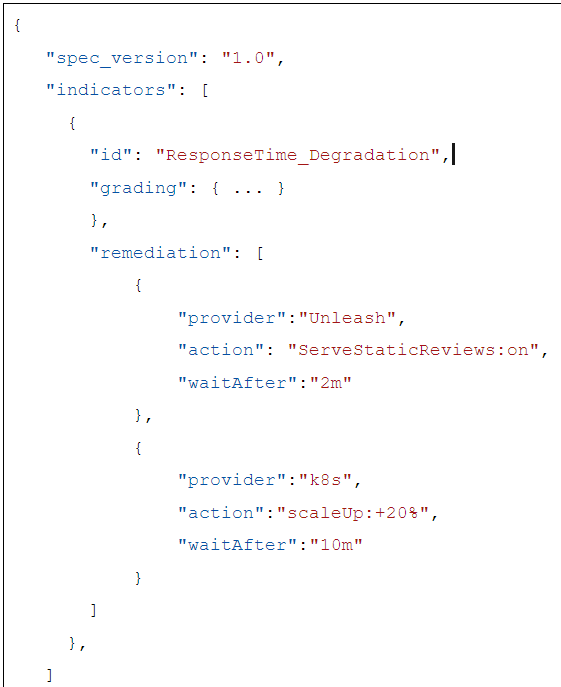 {
"spec_version": "1.0",
"indicators": [
{
"id": "ResponseTime_Degradation",
"grading": { ... }
},
"remediation": [
{
"provider":"Unleash",
"action": "ServeStaticReviews:on",
"waitAfter":"2m"
},
{
"provider":"k8s",
"action":"scaleUp:+20%",
"waitAfter":"10m"
}
]
},
]